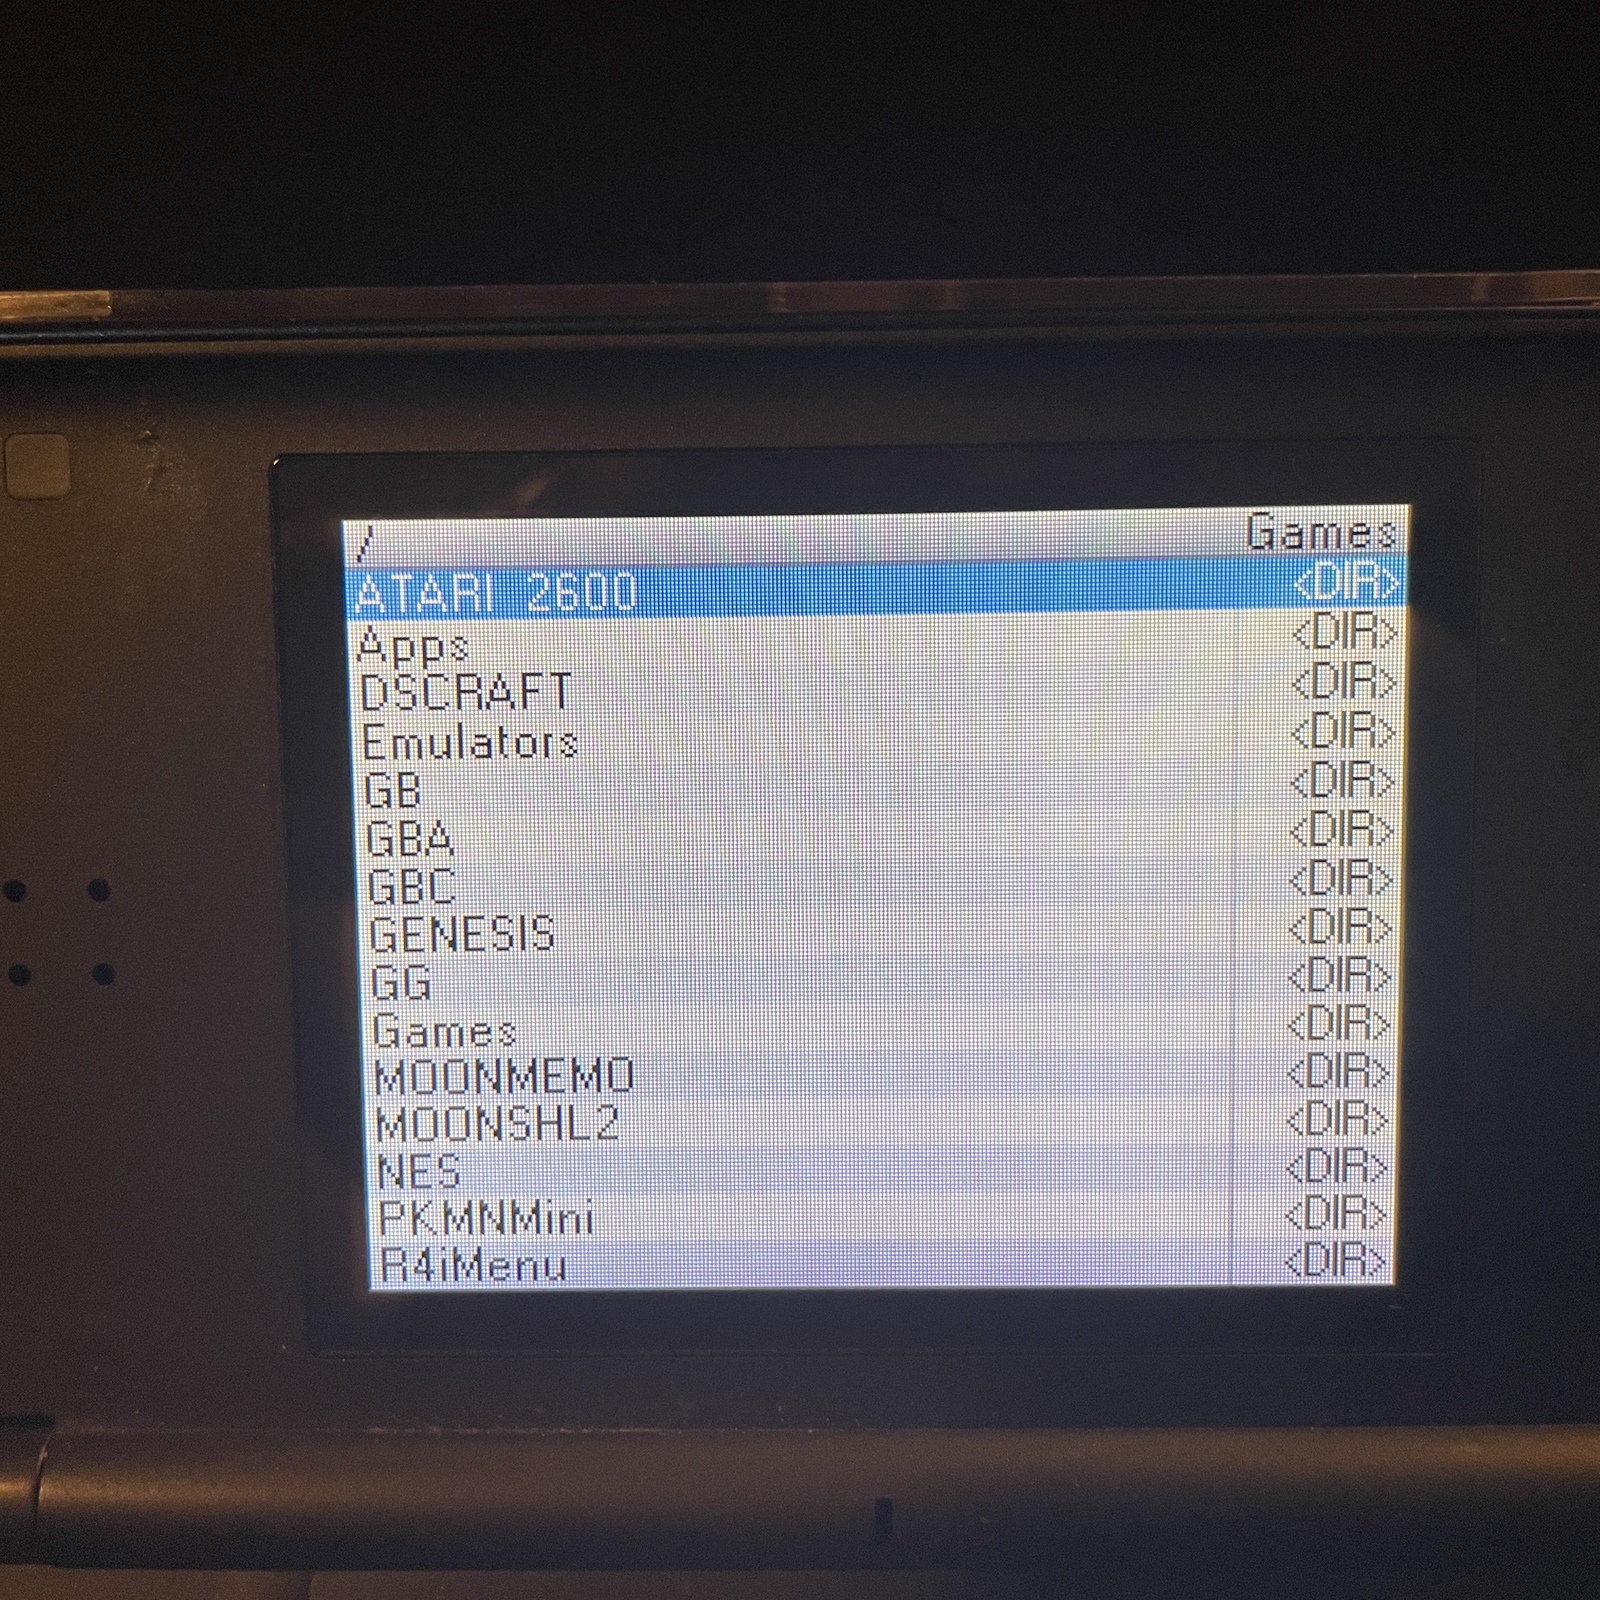 / Games
ATARI 2600 <DIR>
Apps <DIR>
DSCRAFT <DIR>
Emulators <DIR>
GB <DIR>
GBA <DIR>
GBC <DIR>
GENESIS <DIR>
GG <DIR>
Games <DIR>
MOONMEMO <DIR>
MOONSHL2 <DIR>
NES <DIR>
PKMNMini <DIR>
R4iMenu <DIR>